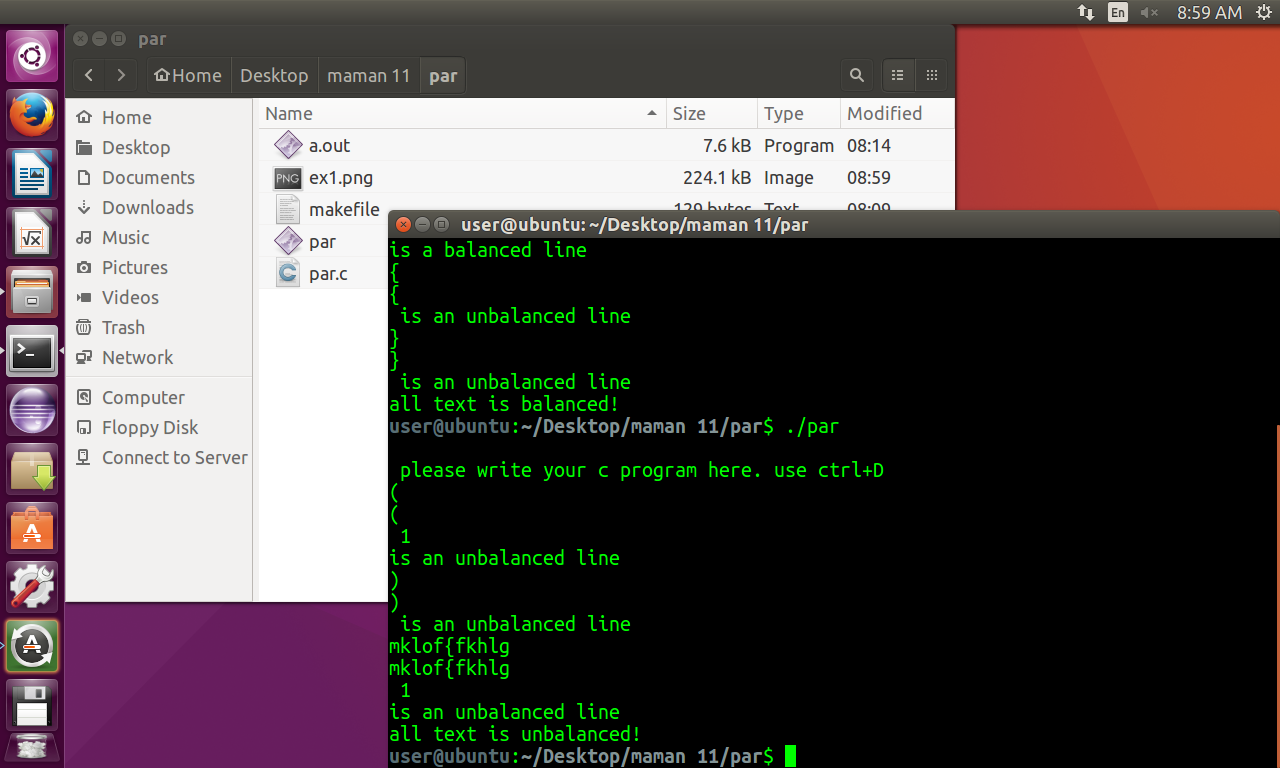 En
8:59 AM
par
Home
Desktop
maman 11
par
Name
Size
Type
Modified
Home
Desktop
Documents
Downloads
Music
Pictures
Videos
Trash
Network
Computer
Floppy Disk
Connect to Server
a.out 7.6 kB Program 08:14
PNG ex1.png 224.1 kB Image 08:59
makefile 129 bytes Text 08:09
par
C par.c
user@ubuntu: ~/Desktop/maman 11/par
is a balanced line
{
{
is an unbalanced line
}
}
is an unbalanced line
all text is balanced!
user@ubuntu:~/Desktop/maman 11/par$ ./par
please write your c program here. use ctrl+D
(
(
1
is an unbalanced line
)
)
is an unbalanced line
mklof{fkhlg
mklof{fkhlg
1
is an unbalanced line
all text is unbalanced!
user@ubuntu:~/Desktop/maman 11/par$